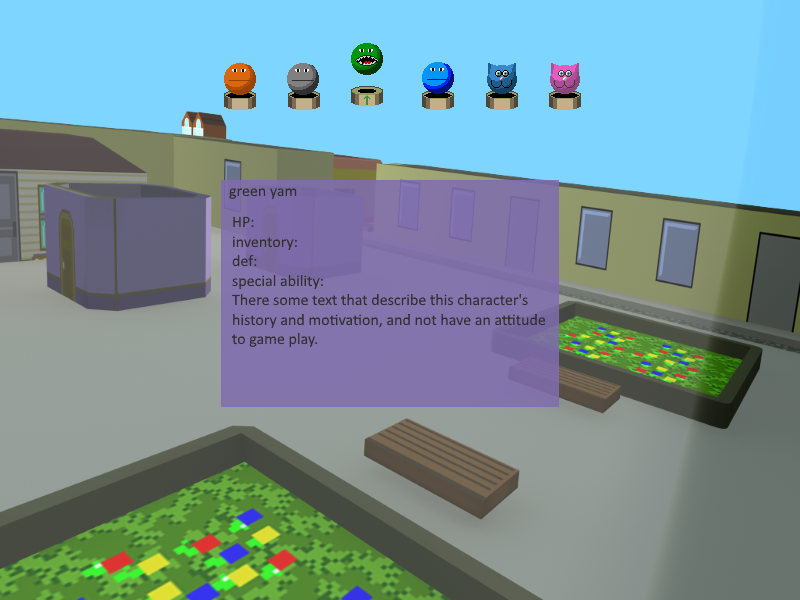 green yam
HP:
inventory:
def:
special ability:
There some text that describe this character's
history and motivation, and not have an attitude
to game play.